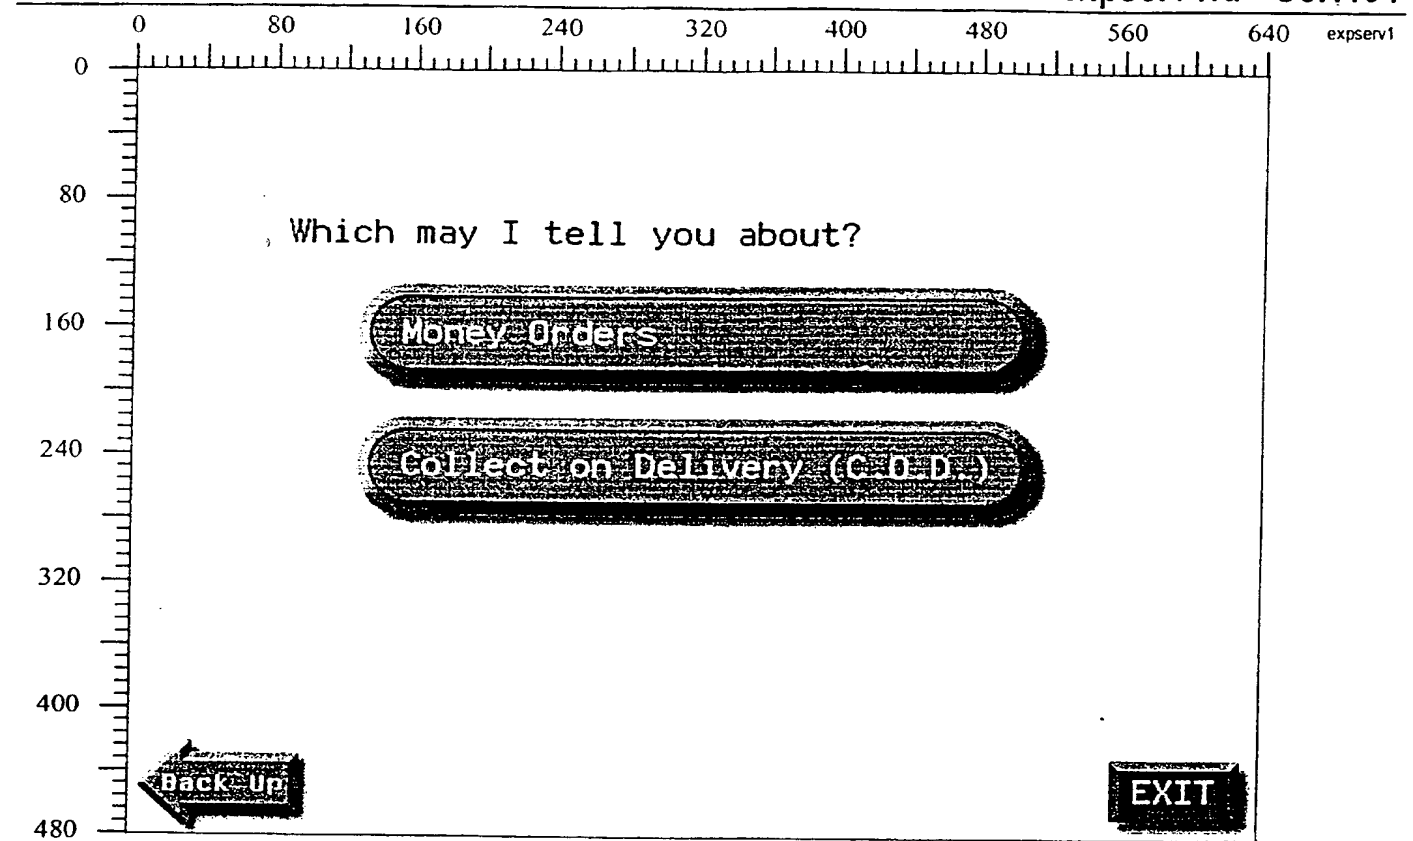 0 80 160 240 320 400 480 560 640 expserv1
0
80
Which may I tell you about?
160
Money Orders
240
Collect on Delivery (C.O.D.)
320
400
Back Up
EXIT
480